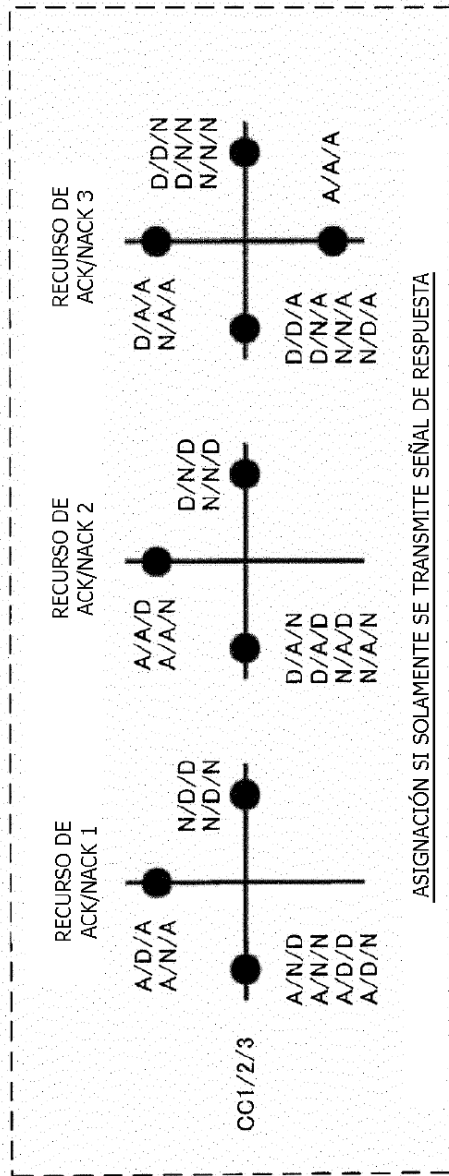 RECURSO DE
ACK/NACK 1
A/D/A
A/N/A
N/D/D
N/D/N
CC1/2/3
A/N/D
A/N/N
A/D/D
A/D/N
RECURSO DE
ACK/NACK 2
A/A/D
A/A/N
D/N/D
N/N/D
D/A/N
D/A/D
N/A/D
N/A/N
RECURSO DE
ACK/NACK 3
D/A/A
N/A/A
D/D/N
D/N/N
N/N/N
D/D/A
D/N/A
N/N/A
N/D/A
A/A/A
ASIGNACIÓN SI SOLAMENTE SE TRANSMITE SEÑAL DE RESPUESTA